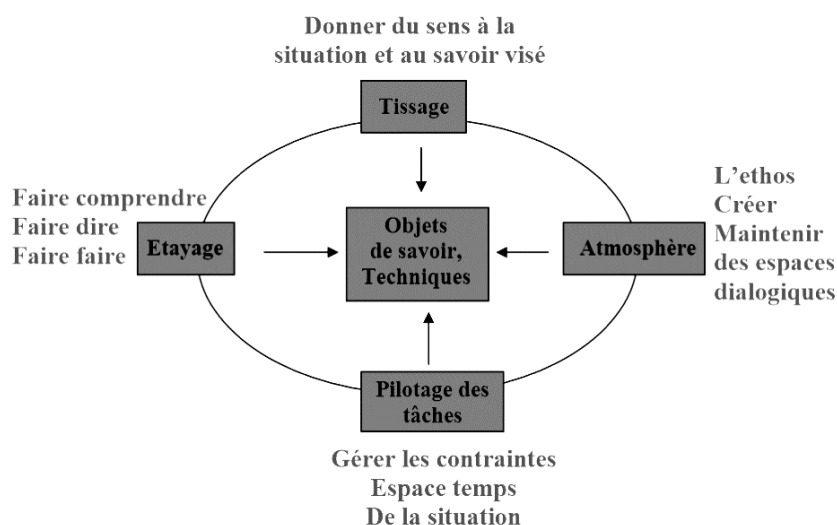 Donner du sens à la
situation et au savoir visé
Tissage
Faire comprendre
Faire dire
Faire faire
Etayage
Objets
de savoir,
Techniques
Atmosphère
L'ethos
Créer
Maintenir
des espaces
dialogiques
Pilotage des
tâches
Gérer les contraintes
Espace temps
De la situation